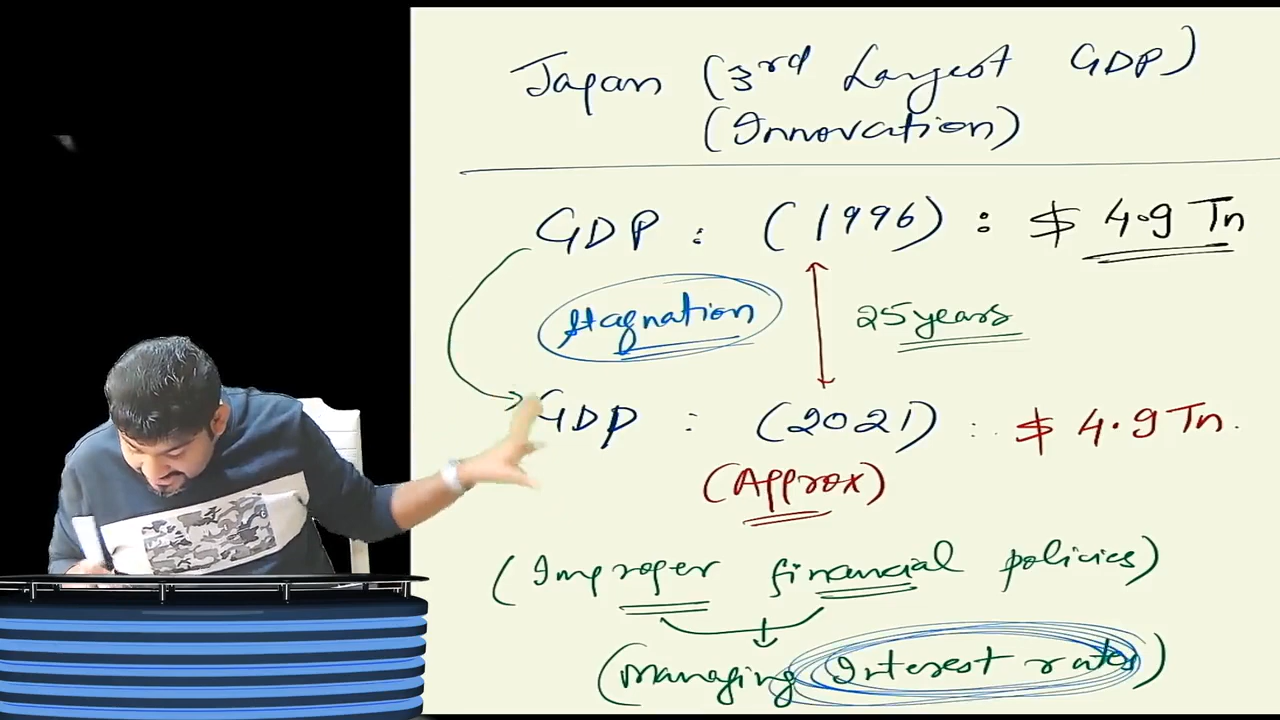 Japan (3rd Largest GDP)
(Innovation)
GDP : (1996) : $ 4.9 Tn
Stagnation
25 years
GDP : (2021) : $ 4.9 Tn.
(Approx)
(Improper financial policies)
(Managing Interest rates)